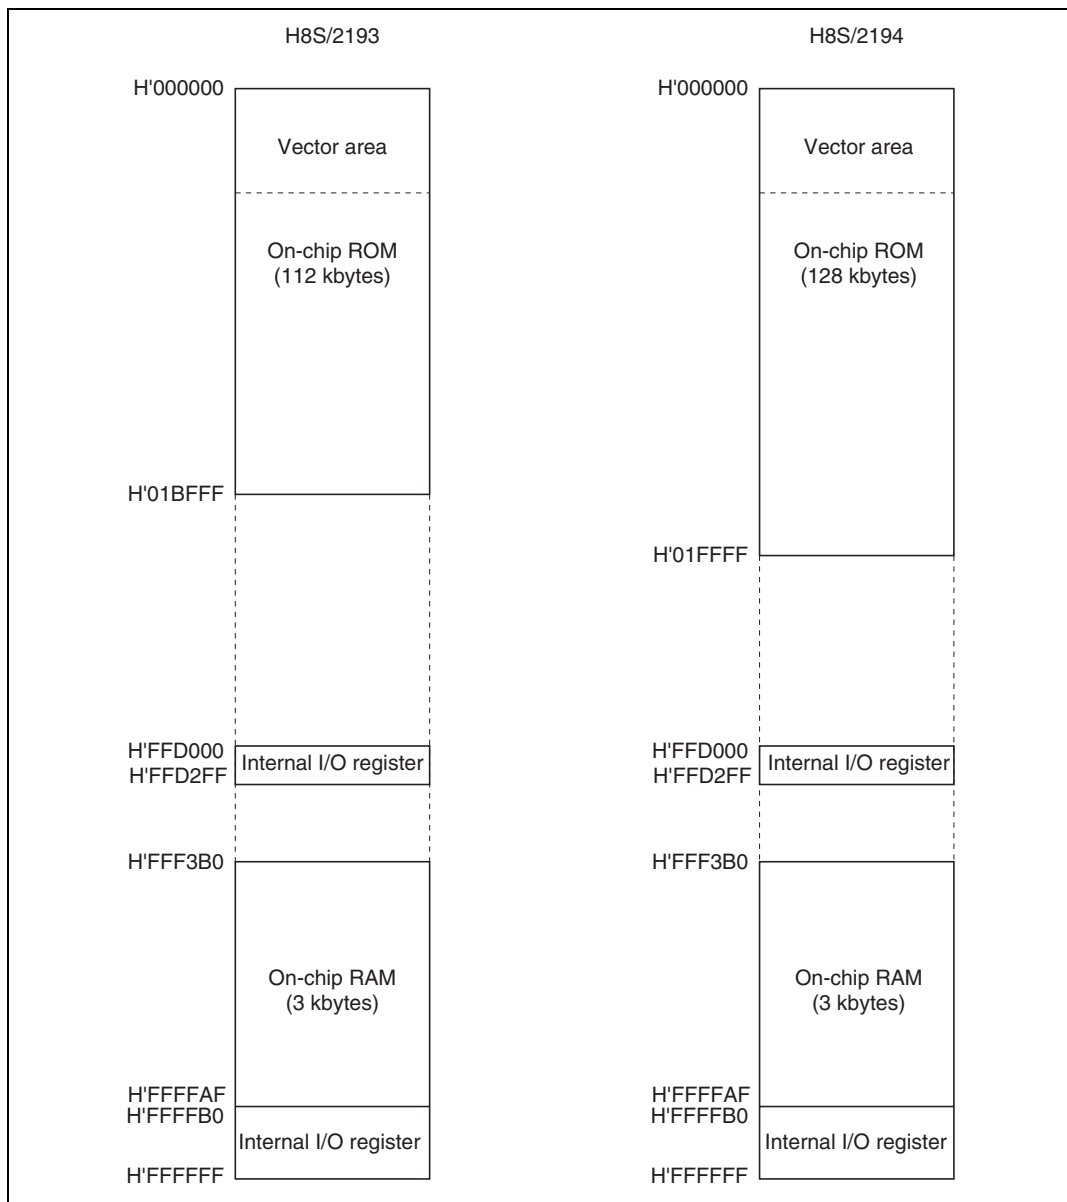 H8S/2193
H'000000
Vector area
On-chip ROM
(112 kbytes)
H'01BFFF
H'FFD000
H'FFD2FF
Internal I/O register
H'FFF3B0
On-chip RAM
(3 kbytes)
H'FFFFAF
H'FFFFB0
Internal I/O register
H'FFFFFF
H8S/2194
H'000000
Vector area
On-chip ROM
(128 kbytes)
H'01FFFF
H'FFD000
H'FFD2FF
Internal I/O register
H'FFF3B0
On-chip RAM
(3 kbytes)
H'FFFFAF
H'FFFFB0
Internal I/O register
H'FFFFFF